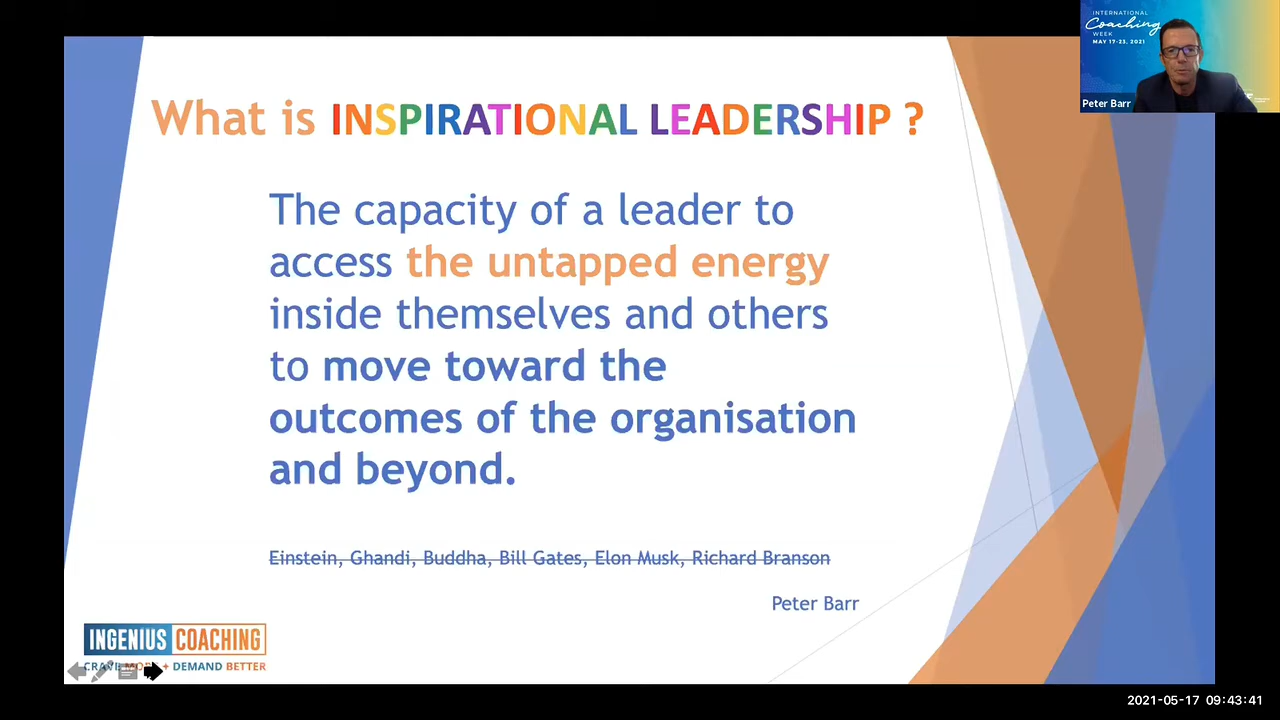 INTERNATIONAL
Coaching
WEEK
MAY 17-23, 2021
Peter Barr
What is INSPIRATIONAL LEADERSHIP ?
The capacity of a leader to
access the untapped energy
inside themselves and others
to move toward the
outcomes of the organisation
and beyond.
Einstein, Ghandi, Buddha, Bill Gates, Elon Musk, Richard Branson
Peter Barr
INGENIUS COACHING
CRAVE MORE + DEMAND BETTER
2021-05-17 09:43:41